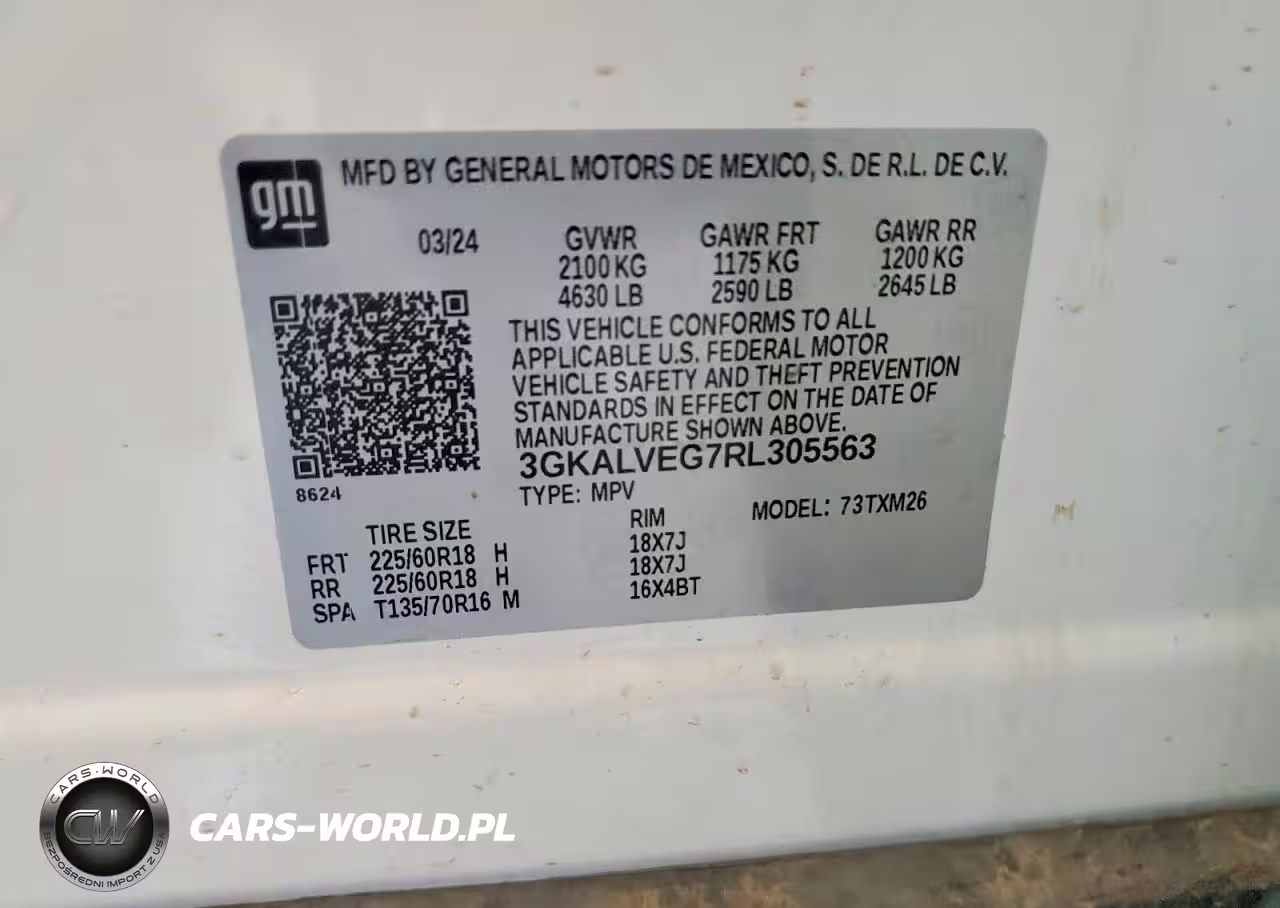 gm
MFD BY GENERAL MOTORS DE MEXICO, S. DE R.L. DE C.V.
03/24 GVWR GAWR FRT GAWR RR
2100 KG 1175 KG 1200 KG
4630 LB 2590 LB 2645 LB
THIS VEHICLE CONFORMS TO ALL
APPLICABLE U.S. FEDERAL MOTOR
VEHICLE SAFETY AND THEFT PREVENTION
STANDARDS IN EFFECT ON THE DATE OF
MANUFACTURE SHOWN ABOVE.
3GKALVEG7RL305563
8624
TYPE: MPV MODEL: 73TXM26
TIRE SIZE RIM
FRT 225/60R18 H 18X7J
RR 225/60R18 H 18X7J
SPA T135/70R16 M 16X4BT
CARS-WORLD
CW
BEZPOŚREDNI IMPORT Z USA
CARS-WORLD.PL